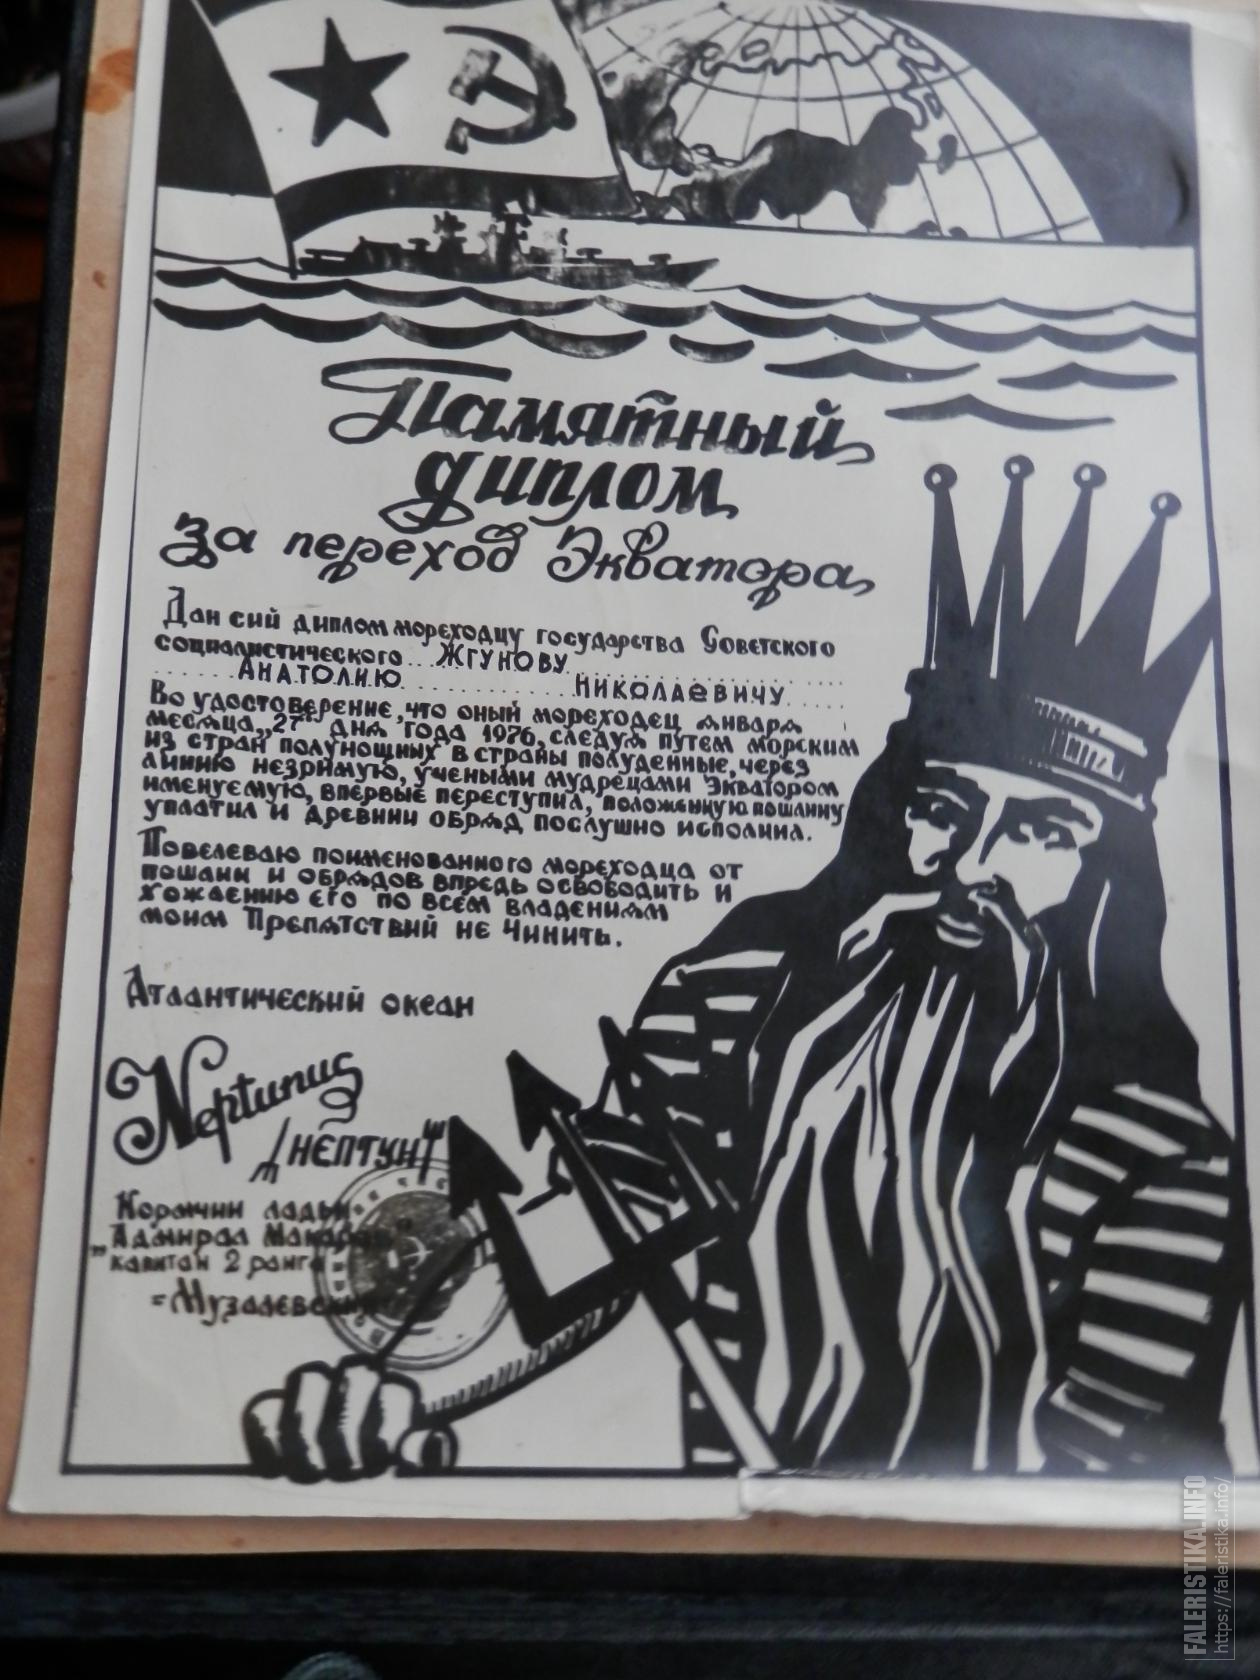 Памятный
диплом
за переход Экватора
Дан сий диплом мореходцу государства Советского
социалистического ЖГУНОВУ
АНАТОЛИЮ НИКОЛАЕВИЧУ
Во удостоверение, что оный мореходец января
месяца „27" дня года 1976, следуя путем морским
из стран полунощных в страны полуденные, через
линию незримую, учеными мудрецами Экватором
именуемую, впервые переступил, положенную пошлину
уплатил и древнии обряд послушно исполнил.
Повелеваю поименованного мореходца от
пошлин и обрядов впредь освободить и
хождению его по всем владениям
моим Препятствий не Чинить.
Атлантический океан
Neptunus
/НЕПТУН/
Кормчии ладьи
„Адмирал Макаров"
капитан 2 ранга
=Музалевский
FALERISTIKA.INFO
https://faleristika.info/